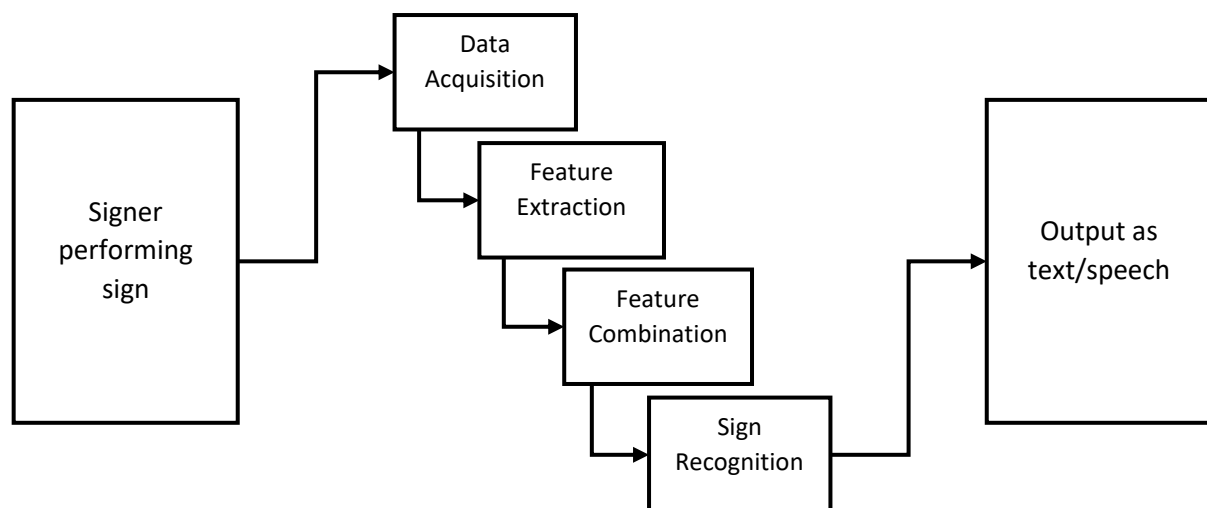 Signer
performing
sign
Data
Acquisition
Feature
Extraction
Feature
Combination
Sign
Recognition
Output as
text/speech